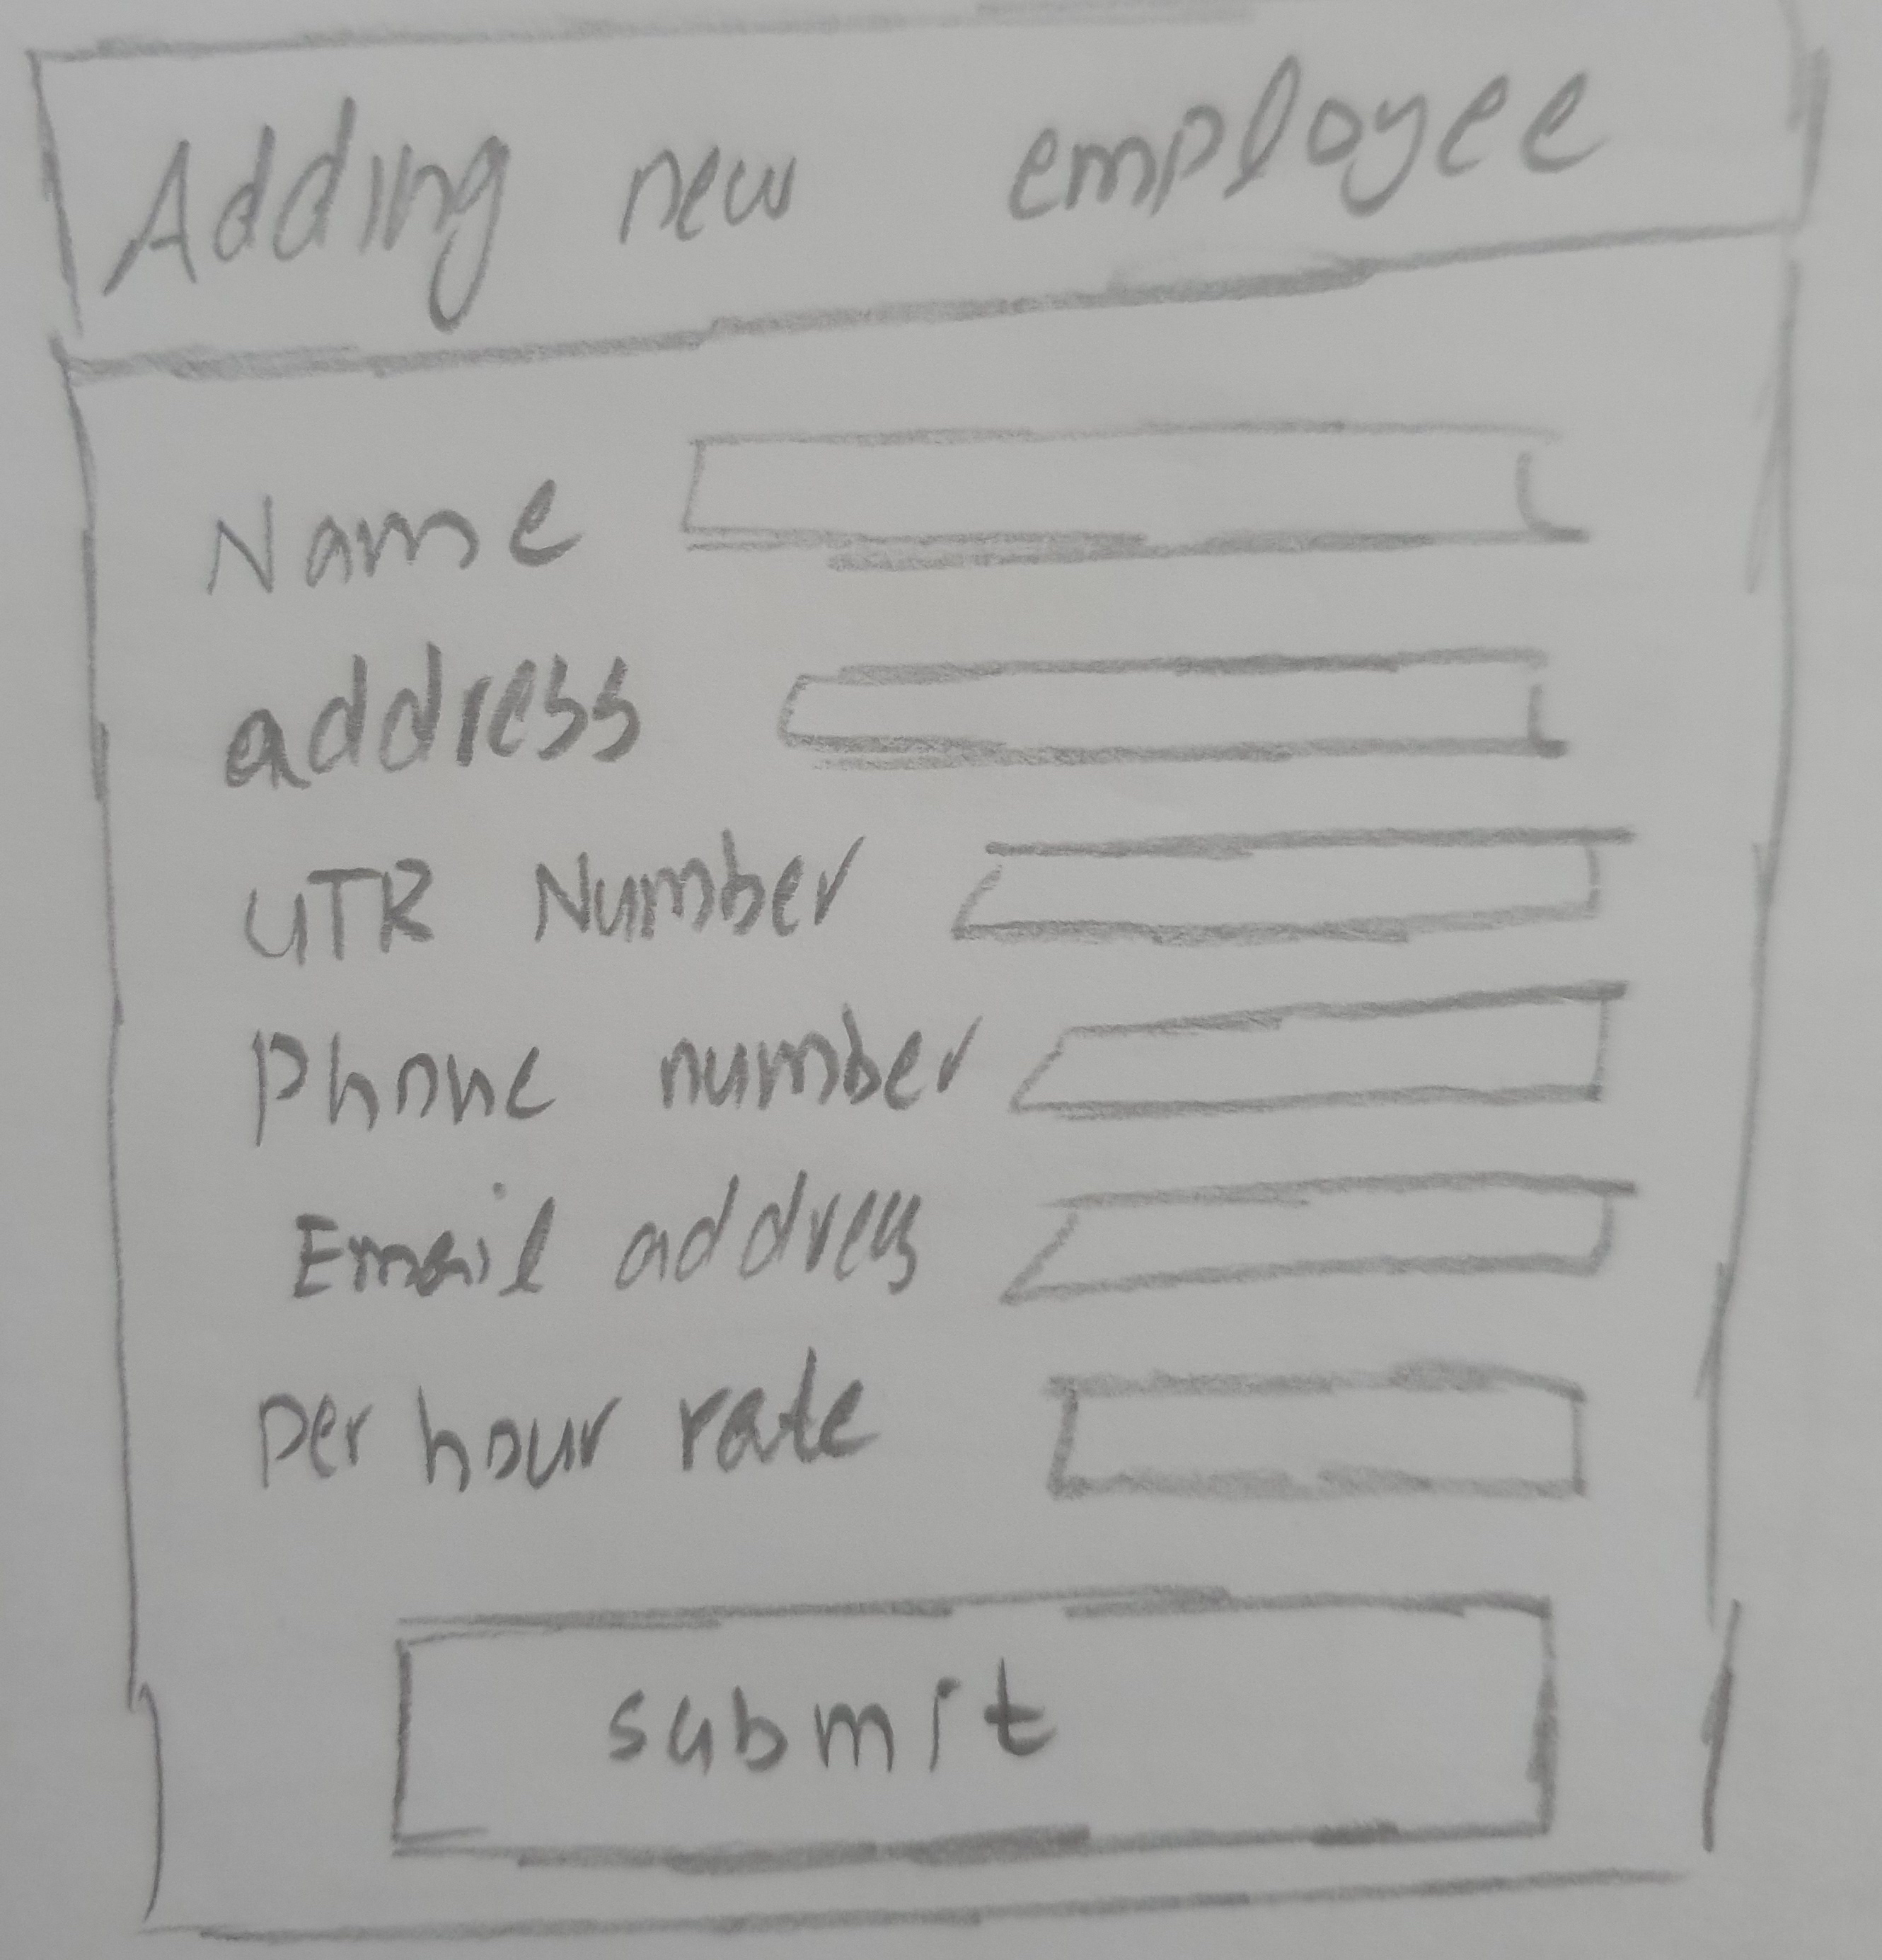 Adding new employee
Name
address
UTR Number
Phone number
Email address
per hour rate
submit